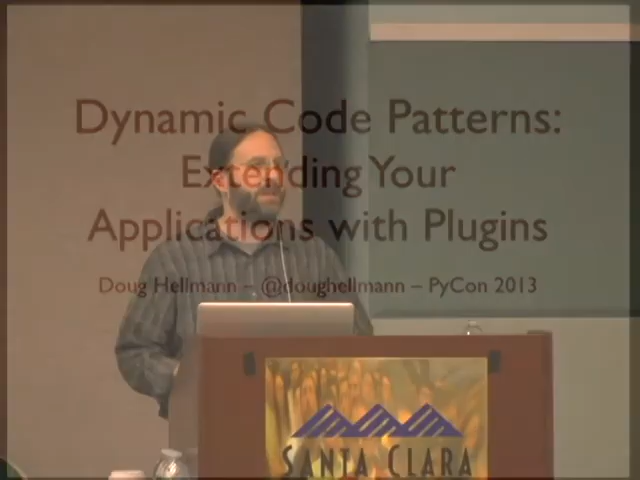 Dynamic Code Patterns:
Extending Your
Applications with Plugins
Doug Hellmann – @doughellmann – PyCon 2013
SANTA CLARA